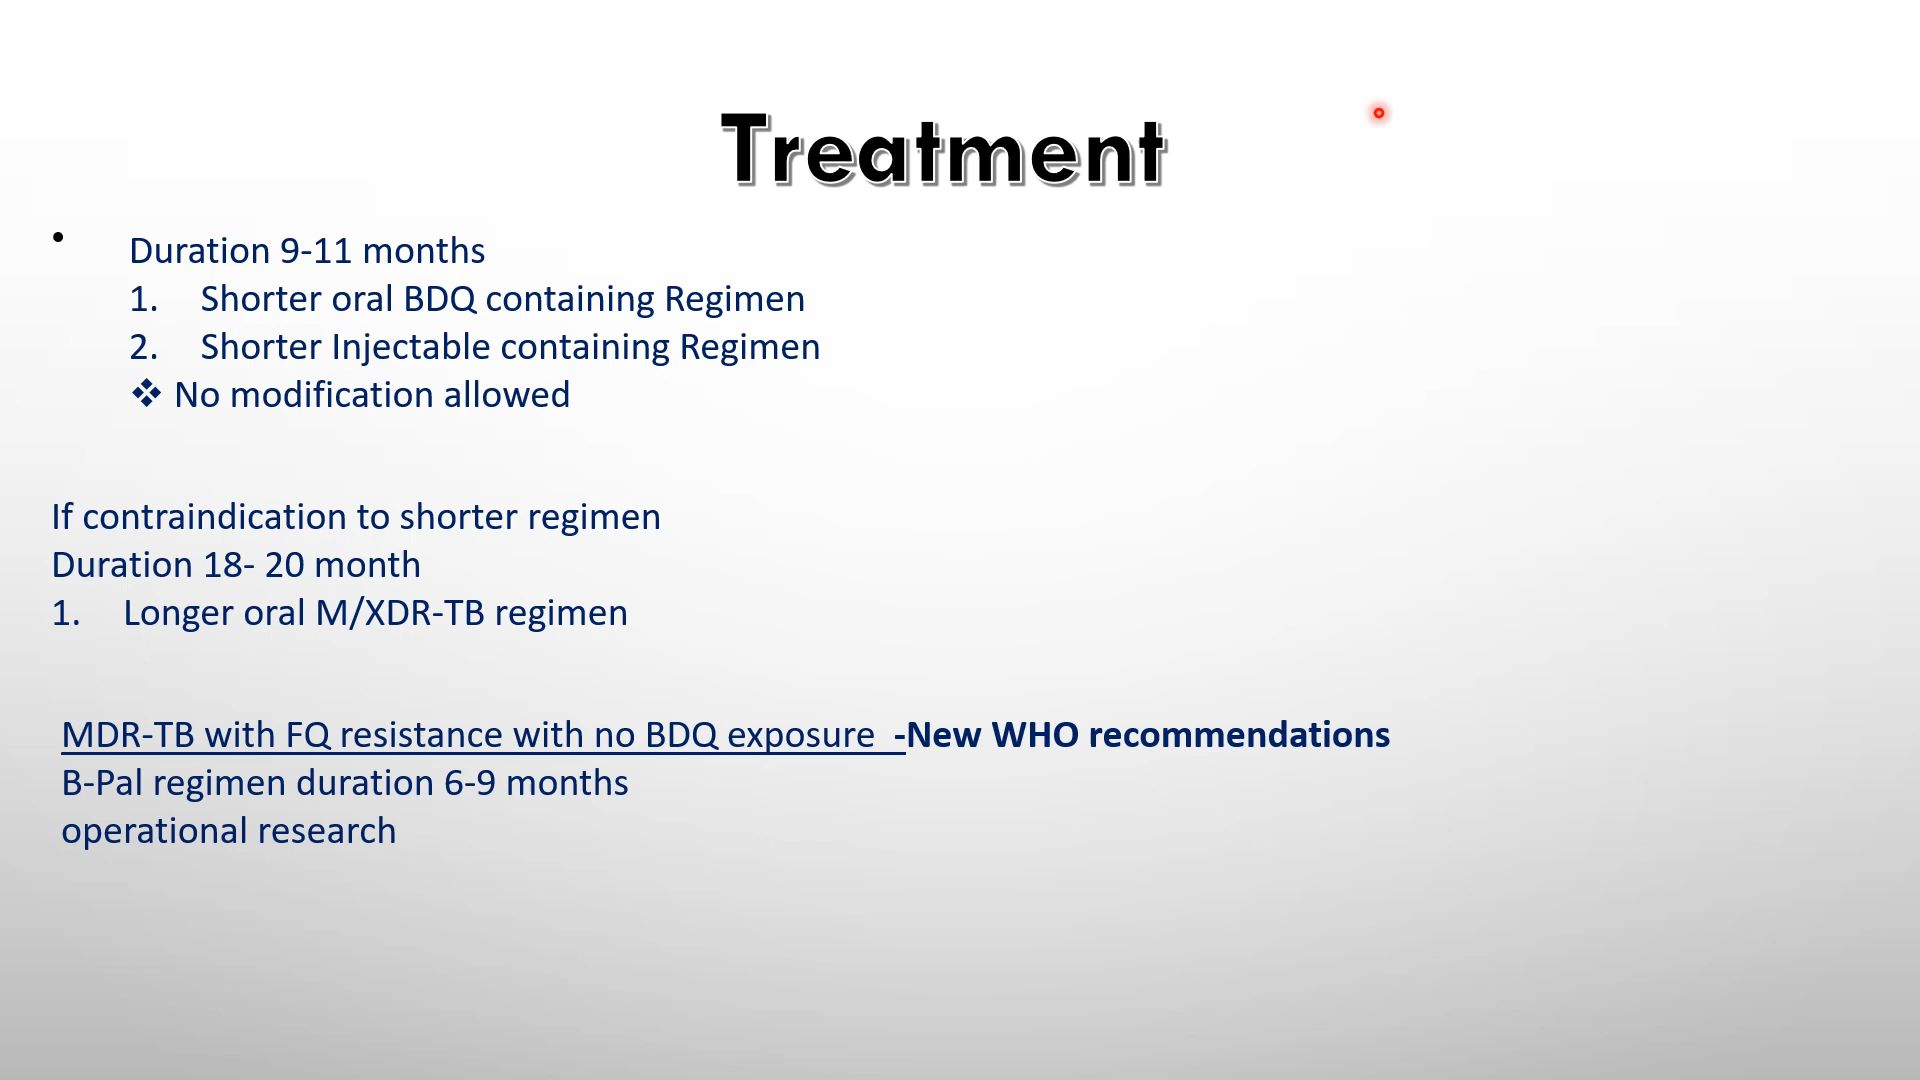 Treatment
• Duration 9-11 months
1. Shorter oral BDQ containing Regimen
2. Shorter Injectable containing Regimen
❖ No modification allowed
If contraindication to shorter regimen
Duration 18- 20 month
1. Longer oral M/XDR-TB regimen
MDR-TB with FQ resistance with no BDQ exposure -New WHO recommendations
B-Pal regimen duration 6-9 months
operational research